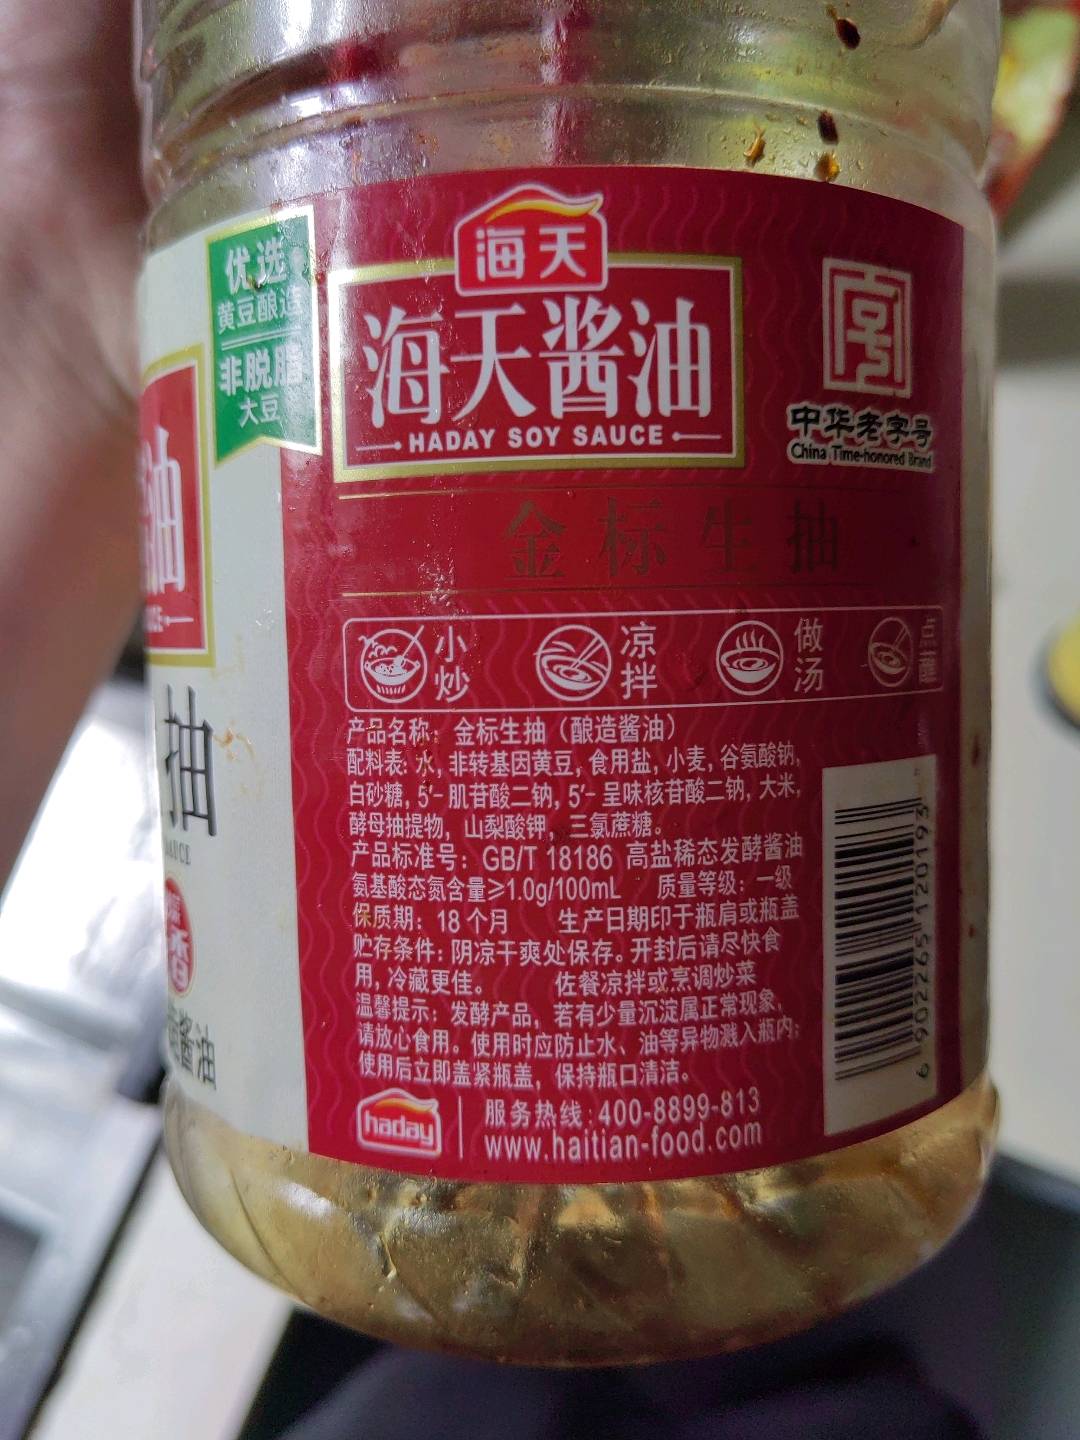 优选
黄豆酿造
非脱脂
大豆
海天
海天酱油
HADAY SOY SAUCE
中华老字号
China Time-honored Brand
金标生抽
小炒
凉拌
做汤
点蘸
产品名称：金标生抽（酿造酱油）
配料表：水，非转基因黄豆，食用盐，小麦，谷氨酸钠，
白砂糖，5′-肌苷酸二钠，5′-呈味核苷酸二钠，大米，
酵母抽提物，山梨酸钾，三氯蔗糖。
产品标准号：GB/T 18186 高盐稀态发酵酱油
氨基酸态氮含量≥1.0g/100mL 质量等级：一级
保质期：18个月 生产日期印于瓶肩或瓶盖
贮存条件：阴凉干爽处保存。开封后请尽快食
用，冷藏更佳。 佐餐凉拌或烹调炒菜
温馨提示：发酵产品，若有少量沉淀属正常现象，
请放心食用。使用时应防止水、油等异物溅入瓶内；
使用后立即盖紧瓶盖，保持瓶口清洁。
haday
服务热线：400-8899-813
www.haitian-food.com
6 902265 120193
油
抽
香
酱油